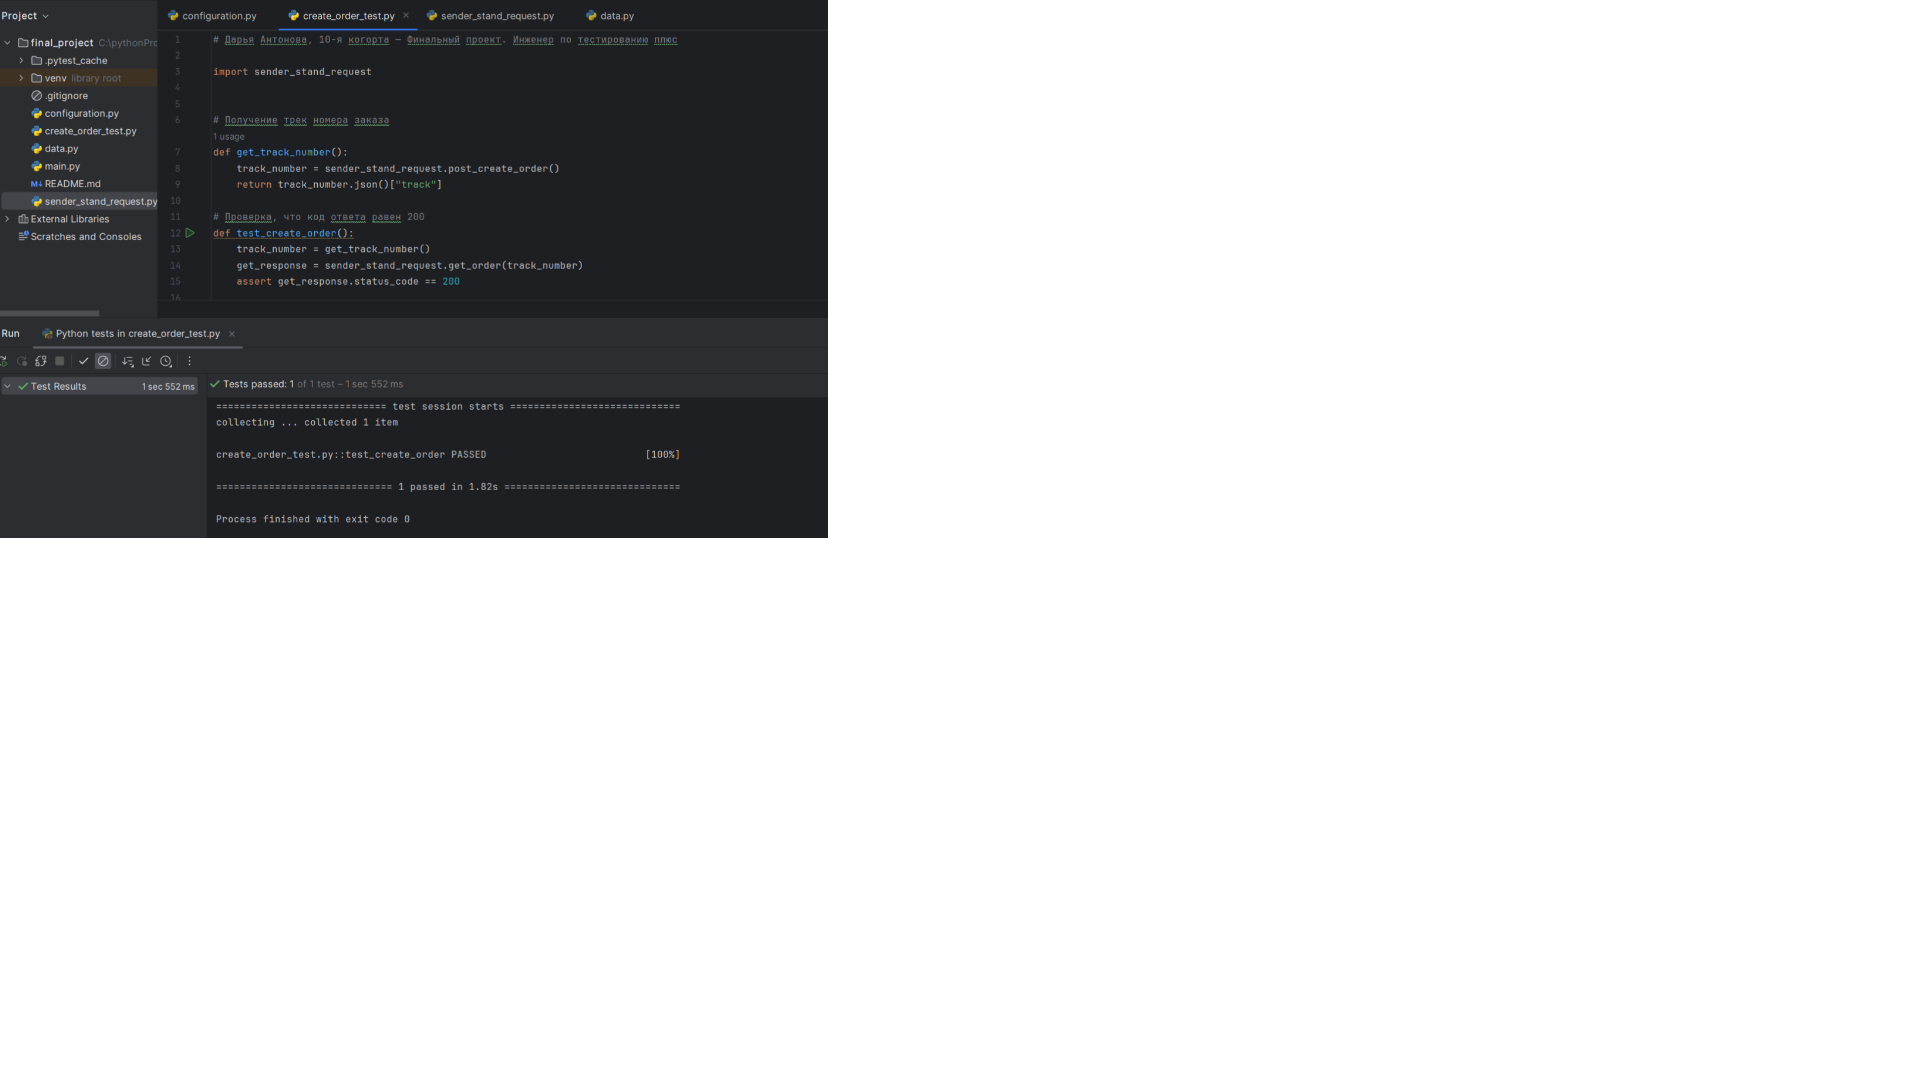 Project
configuration.py
create_order_test.py
sender_stand_request.py
data.py
final_project C:\pythonPro
.pytest_cache
venv library root
.gitignore
configuration.py
create_order_test.py
data.py
main.py
README.md
sender_stand_request.py
External Libraries
Scratches and Consoles
1 # Дарья Антонова, 10-я когорта — Финальный проект. Инженер по тестированию плюс
2
3 import sender_stand_request
4
5
6 # Получение трек номера заказа
1 usage
7 def get_track_number():
8 track_number = sender_stand_request.post_create_order()
9 return track_number.json()["track"]
10
11 # Проверка, что код ответа равен 200
12 def test_create_order():
13 track_number = get_track_number()
14 get_response = sender_stand_request.get_order(track_number)
15 assert get_response.status_code == 200
16
Run
Python tests in create_order_test.py
Test Results 1 sec 552 ms
Tests passed: 1 of 1 test – 1 sec 552 ms
============================= test session starts =============================
collecting ... collected 1 item
create_order_test.py::test_create_order PASSED [100%]
============================== 1 passed in 1.82s ==============================
Process finished with exit code 0